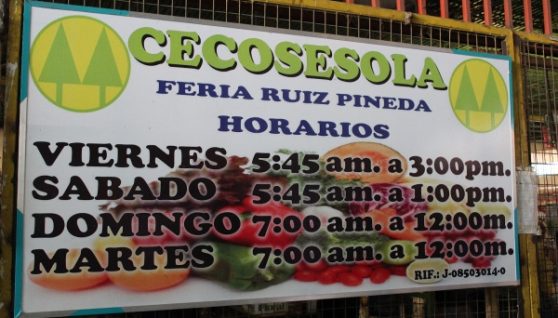 CECOSESOLA
FERIA RUIZ PINEDA
HORARIOS
VIERNES 5:45 am. a 3:00pm.
SABADO 5:45 am. a 1:00pm.
DOMINGO 7:00 am. a 12:00m.
MARTES 7:00 am. a 12:00m.
RIF.: J-08503014-0